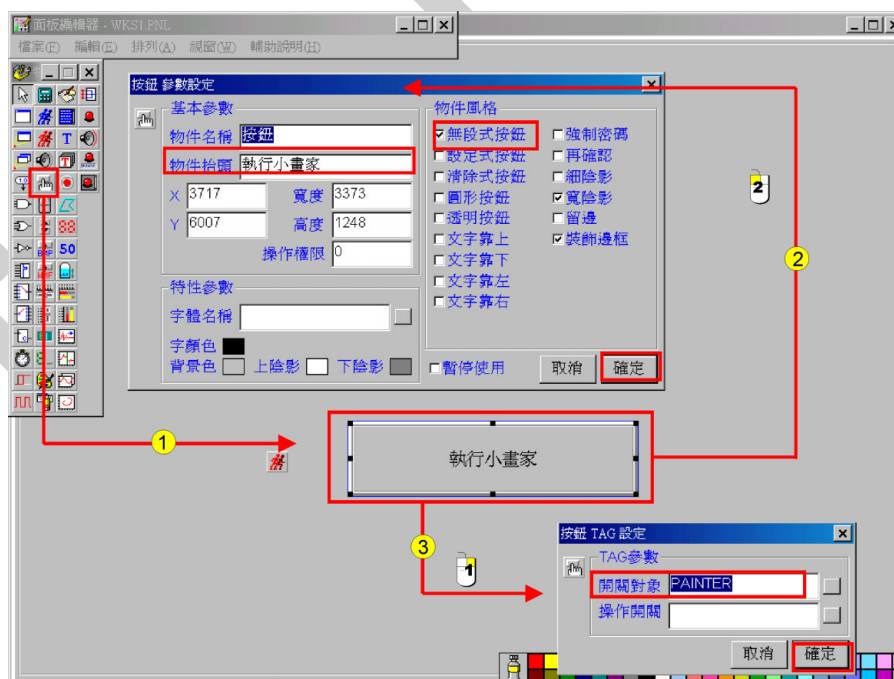 面板編輯器 - WKS1.PNL
檔案(F) 編輯(E) 排列(A) 視窗(W) 輔助說明(H)
按鈕 參數設定
基本參數
物件名稱 按鈕
物件抬頭 執行小畫家
X 3717 寬度 3373
Y 6007 高度 1248
操作權限 0
特性參數
字體名稱
字顏色
背景色 上陰影 下陰影
物件風格
無段式按鈕 強制密碼
設定式按鈕 再確認
清除式按鈕 細陰影
圓形按鈕 寬陰影
透明按鈕 留邊
文字靠上 裝飾邊框
文字靠下
文字靠左
文字靠右
暫停使用 取消 確定
T
88
50
2
2
1
執行小畫家
3
1
按鈕 TAG 設定
TAG參數
開關對象 PAINTER
操作開關
取消 確定